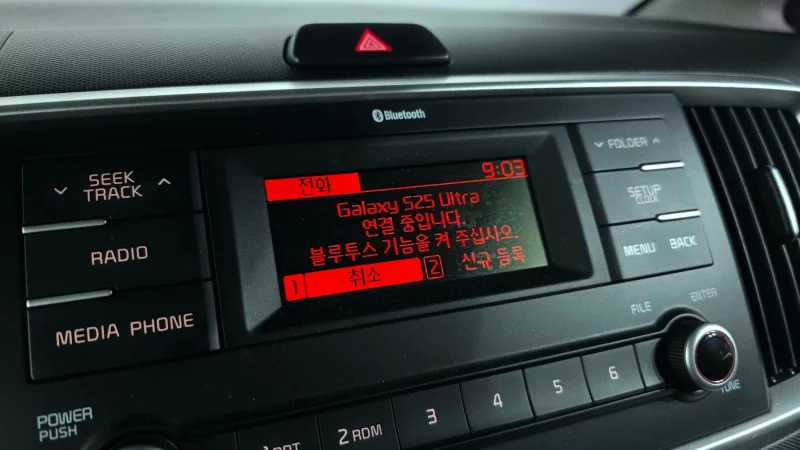 Bluetooth
SEEK
TRACK
RADIO
MEDIA PHONE
POWER
PUSH
전화 9:03
Galaxy S25 Ultra
연결 중입니다.
블루투스 기능을 켜 주십시오.
1 취소 2 신규 등록
FOLDER
SETUP
CLOCK
MENU BACK
FILE
ENTER
TUNE
2 RDM
3
4
5
6